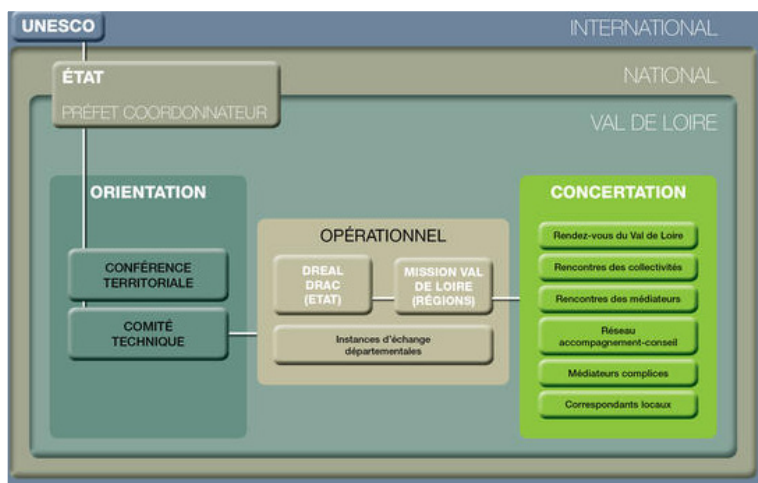 UNESCO
INTERNATIONAL
ÉTAT
NATIONAL
PRÉFET COORDONNATEUR
VAL DE LOIRE
ORIENTATION
CONFÉRENCE
TERRITORIALE
COMITÉ
TECHNIQUE
OPÉRATIONNEL
DREAL
DRAC
(ETAT)
MISSION VAL
DE LOIRE
(RÉGIONS)
Instances d'échange
départementales
CONCERTATION
Rendez-vous du Val de Loire
Rencontres des collectivités
Rencontres des médiateurs
Réseau
accompagnement-conseil
Médiateurs complices
Correspondants locaux